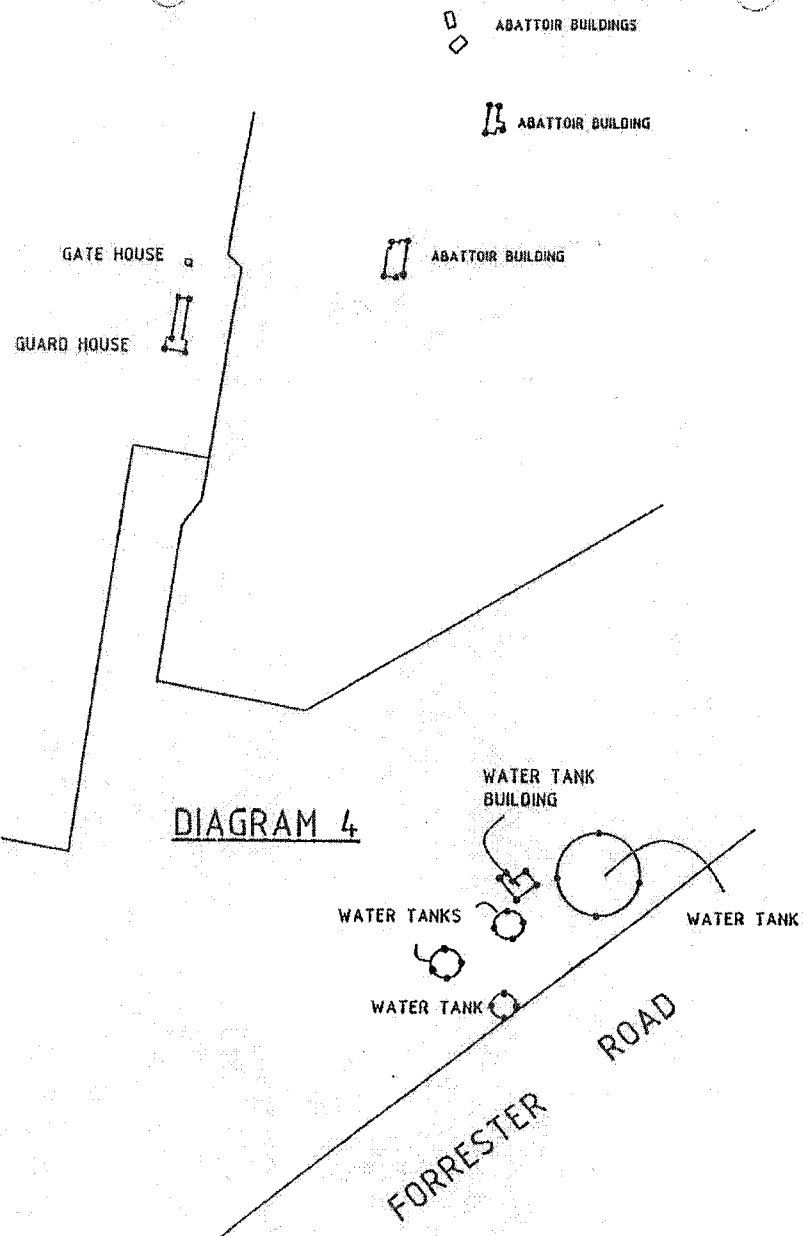 ABATTOIR BUILDINGS
ABATTOIR BUILDING
GATE HOUSE
ABATTOIR BUILDING
GUARD HOUSE
DIAGRAM 4
WATER TANK
BUILDING
WATER TANKS
WATER TANK
WATER TANK
FORRESTER ROAD